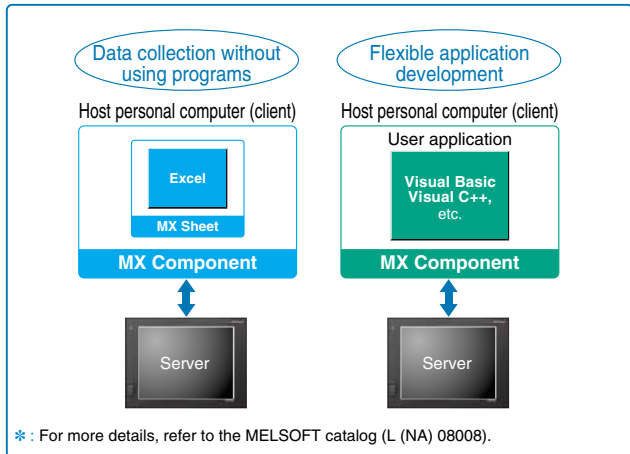 Data collection without
using programs
Host personal computer (client)
Excel
MX Sheet
MX Component
Server
Flexible application
development
Host personal computer (client)
User application
Visual Basic
Visual C++,
etc.
MX Component
Server
✻ : For more details, refer to the MELSOFT catalog (L (NA) 08008).